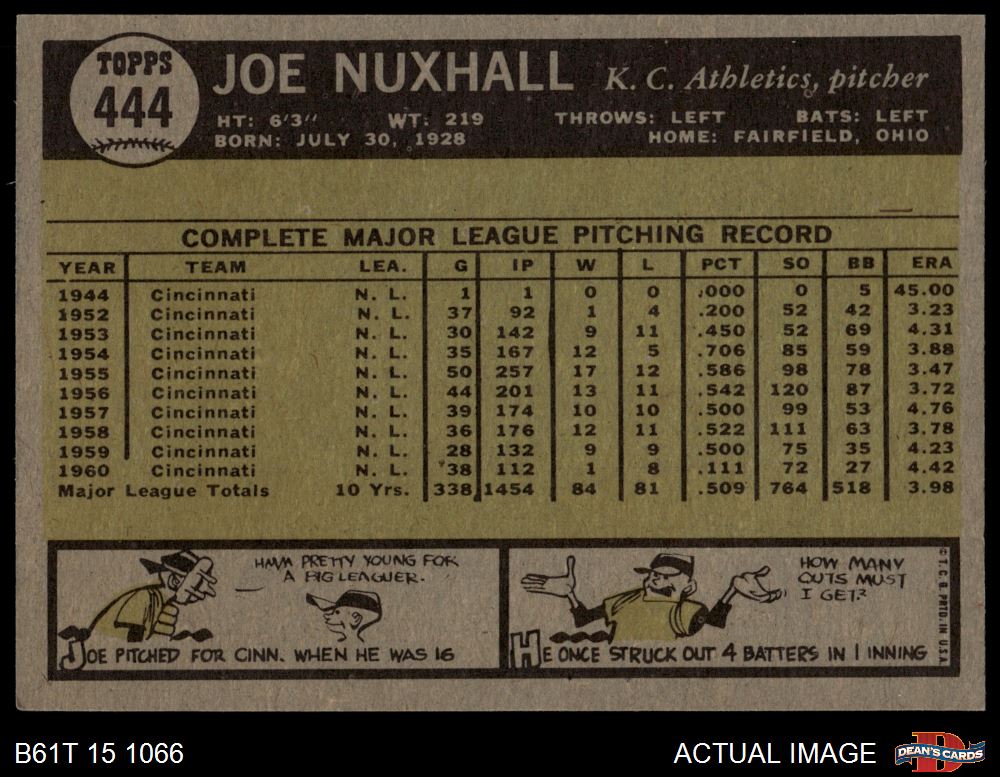 TOPPS
444
JOE NUXHALL K. C. Athletics, pitcher
HT: 6'3" WT: 219 THROWS: LEFT BATS: LEFT
BORN: JULY 30, 1928 HOME: FAIRFIELD, OHIO
COMPLETE MAJOR LEAGUE PITCHING RECORD
YEAR TEAM LEA. G IP W L PCT SO BB ERA
1944 Cincinnati N. L. 1 1 0 0 .000 0 5 45.00
1952 Cincinnati N. L. 37 92 1 4 .200 52 42 3.23
1953 Cincinnati N. L. 30 142 9 11 .450 52 69 4.31
1954 Cincinnati N. L. 35 167 12 5 .706 85 59 3.88
1955 Cincinnati N. L. 50 257 17 12 .586 98 78 3.47
1956 Cincinnati N. L. 44 201 13 11 .542 120 87 3.72
1957 Cincinnati N. L. 39 174 10 10 .500 99 53 4.76
1958 Cincinnati N. L. 36 176 12 11 .522 111 63 3.78
1959 Cincinnati N. L. 28 132 9 9 .500 75 35 4.23
1960 Cincinnati N. L. 38 112 1 8 .111 72 27 4.42
Major League Totals 10 Yrs. 338 1454 84 81 .509 764 518 3.98
HMM PRETTY YOUNG FOR
A BIG LEAGUER.
JOE PITCHED FOR CINN. WHEN HE WAS 16
HOW MANY
OUTS MUST
I GET?
HE ONCE STRUCK OUT 4 BATTERS IN 1 INNING
© T. C. G. PRTD. IN U.S.A.
B61T 15 1066
ACTUAL IMAGE
D
DEAN'S CARDS